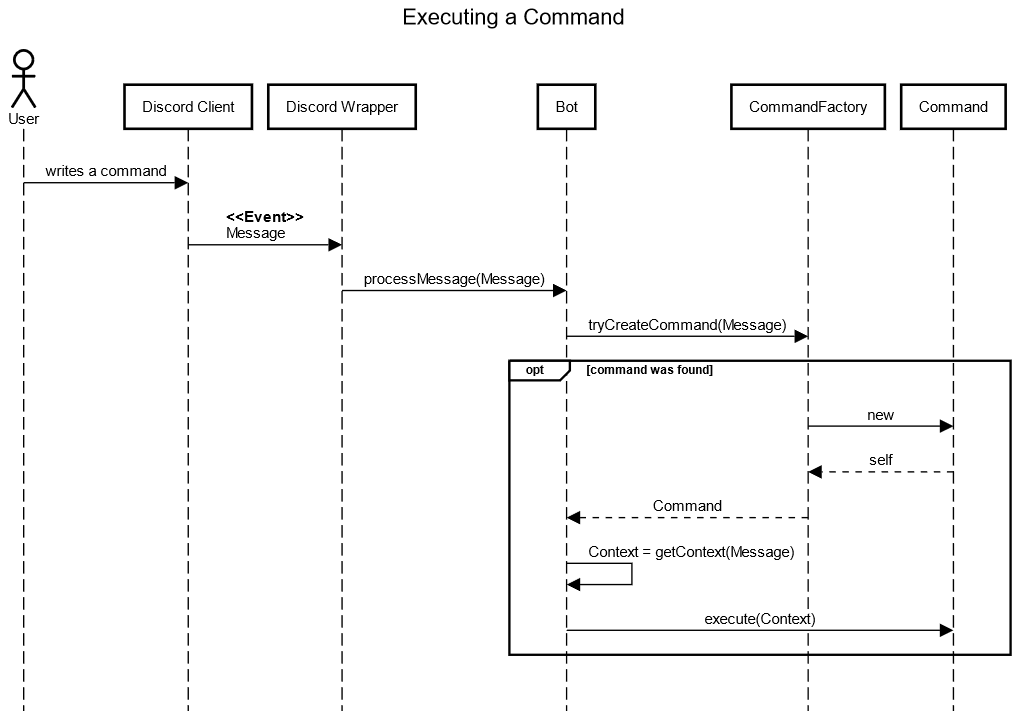 Executing a Command
User
Discord Client
Discord Wrapper
Bot
CommandFactory
Command
writes a command
<<Event>>
Message
processMessage(Message)
tryCreateCommand(Message)
opt
[command was found]
new
self
Command
Context = getContext(Message)
execute(Context)